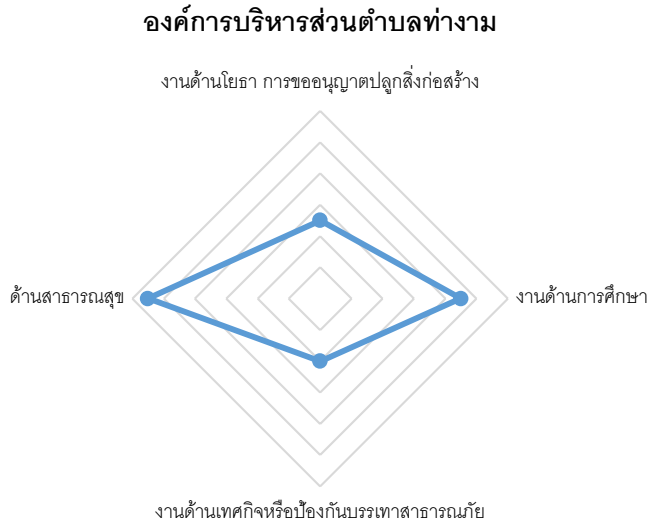 องค์การบริหารส่วนตำบลท่างาม
งานด้านโยธา การขออนุญาตปลูกสิ่งก่อสร้าง
ด้านสาธารณสุข
งานด้านการศึกษา
งานด้านเทศกิจหรือป้องกันบรรเทาสาธารณภัย